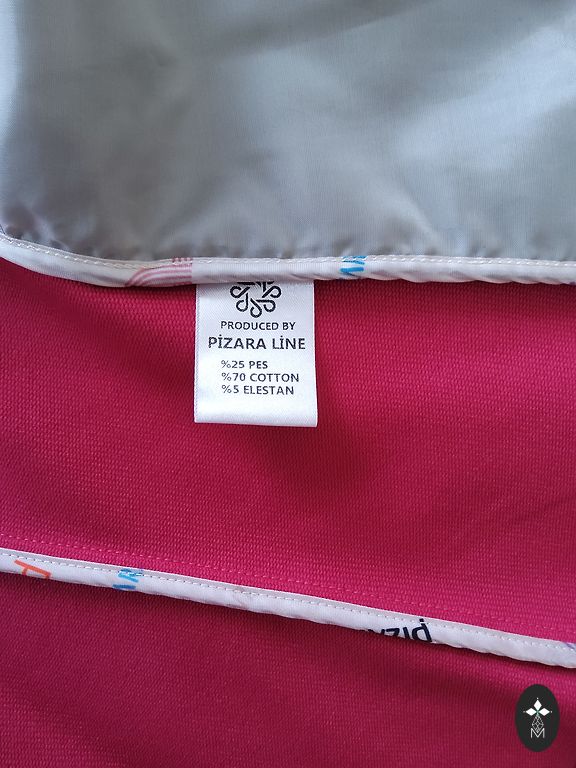 PRODUCED BY
PİZARA LİNE
%25 PES
%70 COTTON
%5 ELESTAN
M